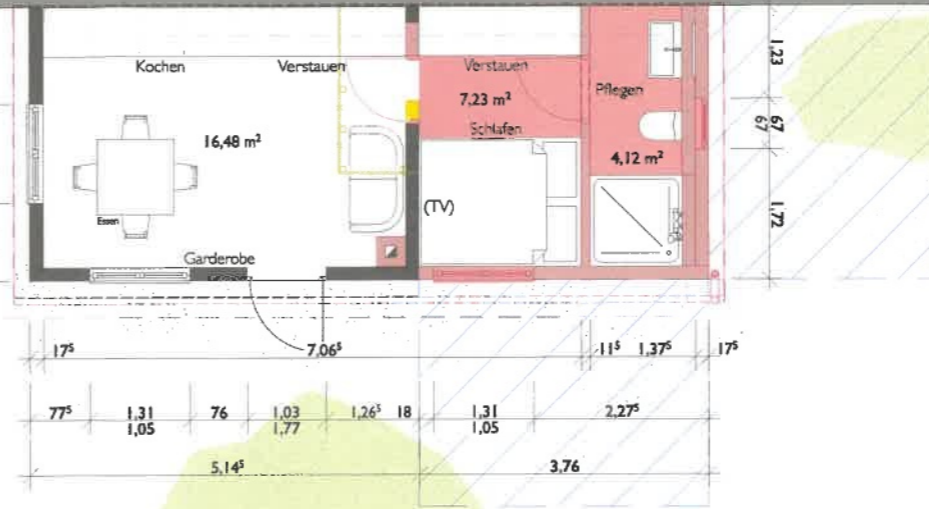 Kochen Verstauen Verstauen
7,23 m²
Pflegen
16,48 m²
Schlafen
4,12 m²
(TV)
Essen
Garderobe
1,23
67
67
1,72
17⁵ 7,06⁵ 11⁵ 1,37⁵ 17⁵
77⁵ 1,31 76 1,03 1,26⁵ 18 1,31 2,27⁵
1,05 1,77 1,05
5,14⁵ 3,76